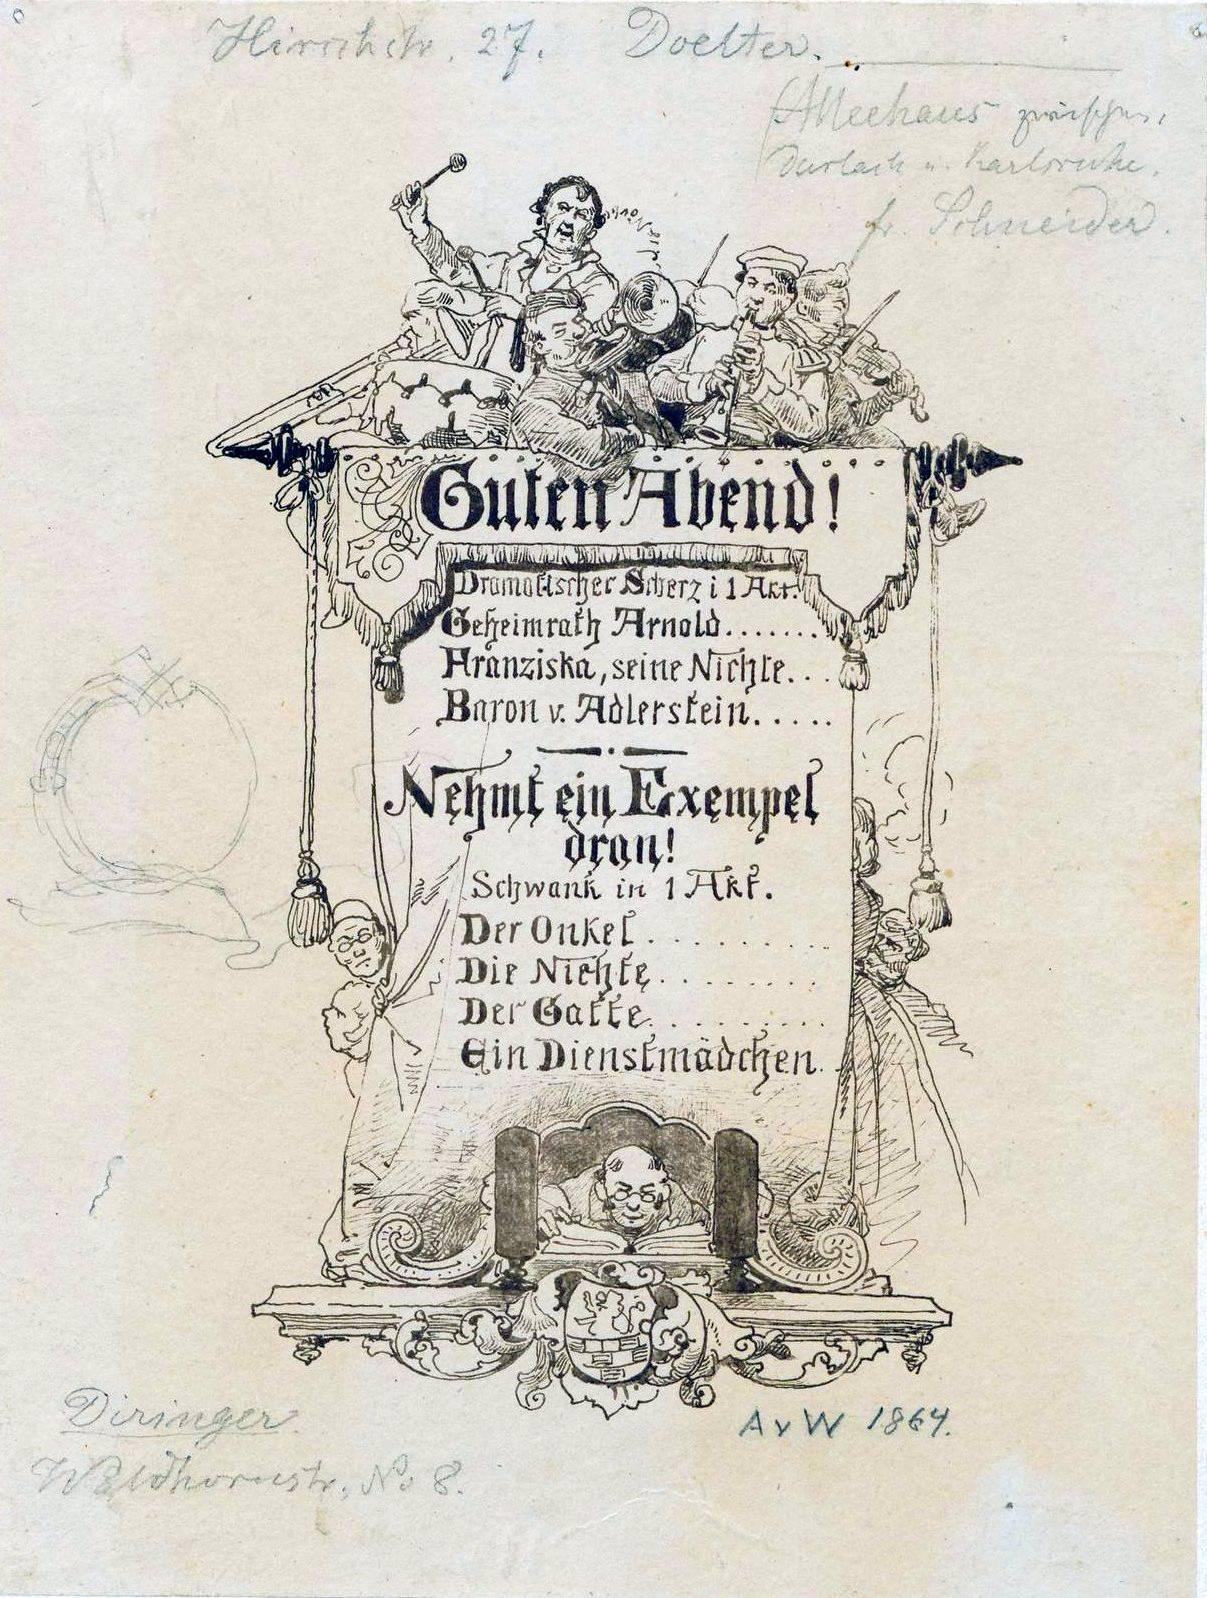 Hirschstr. 27. Doelter.
Alleehaus zwischen
Durlach u. Karlsruhe.
fr. Schneider.
Guten Abend!
Dramatischer Scherz i 1 Akt.
Geheimrath Arnold.......
Franziska, seine Nichte...
Baron v. Adlerstein.....
Nehmt ein Exempel
dran!
Schwank in 1 Akt.
Der Onkel.........
Die Nichte........
Der Gatte.........
Ein Dienstmädchen..
AvW 1864.
Diringer
Waldhornstr. No 8.